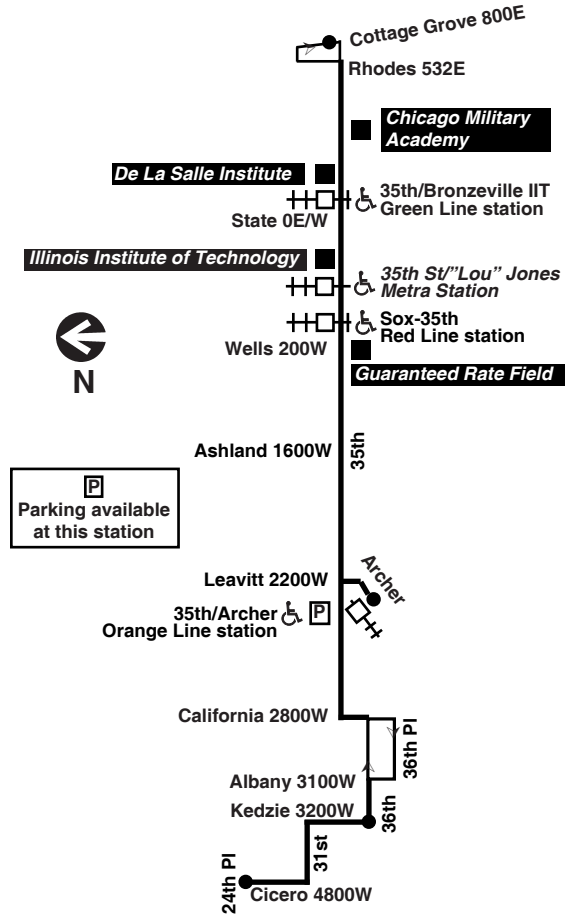 Cottage Grove 800E
Rhodes 532E
Chicago Military
Academy
De La Salle Institute
35th/Bronzeville IIT
Green Line station
State 0E/W
Illinois Institute of Technology
35th St/”Lou” Jones
Metra Station
Sox-35th
Red Line station
Wells 200W
Guaranteed Rate Field
N
Ashland 1600W
35th
P
Parking available
at this station
Leavitt 2200W
Archer
35th/Archer
P
Orange Line station
California 2800W
36th Pl
Albany 3100W
Kedzie 3200W
36th
31st
24th Pl
Cicero 4800W